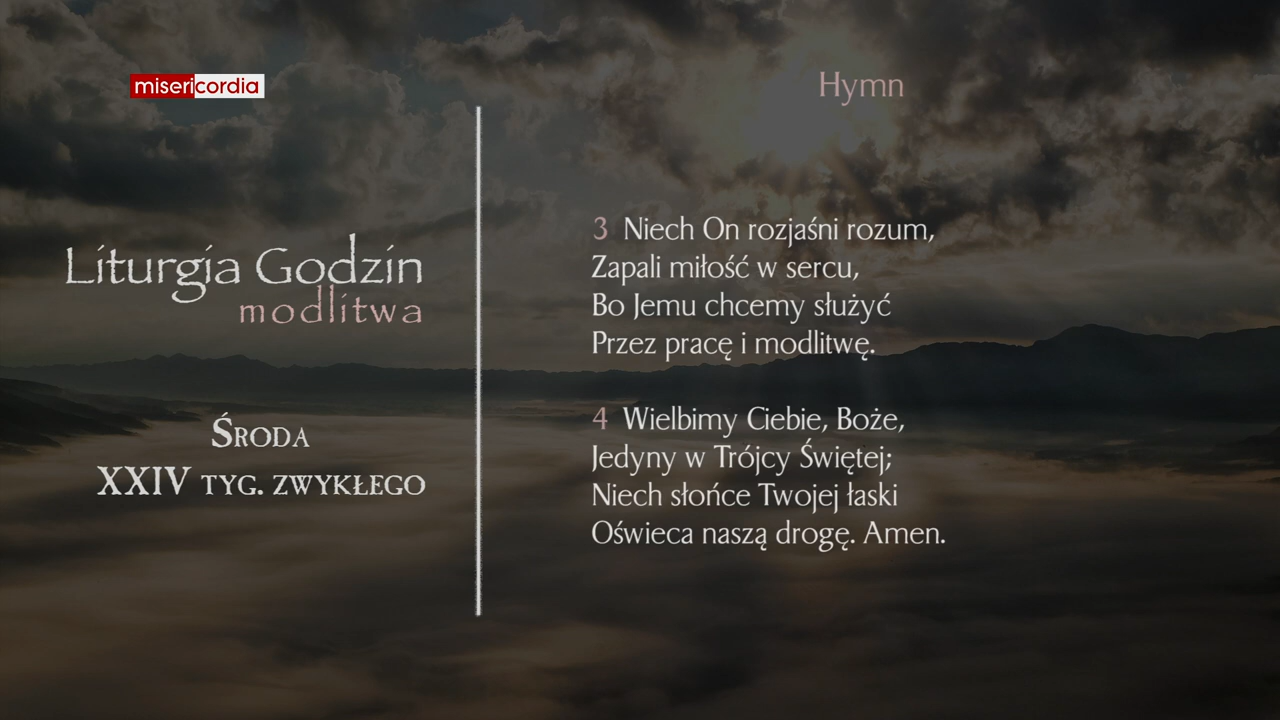 misericordia
Liturgia Godzin
modlitwa
Środa
XXIV tyg. zwykłego
Hymn
3 Niech On rozjaśni rozum,
Zapali miłość w sercu,
Bo Jemu chcemy służyć
Przez pracę i modlitwę.
4 Wielbimy Ciebie, Boże,
Jedyny w Trójcy Świętej;
Niech słońce Twojej łaski
Oświeca naszą drogę. Amen.